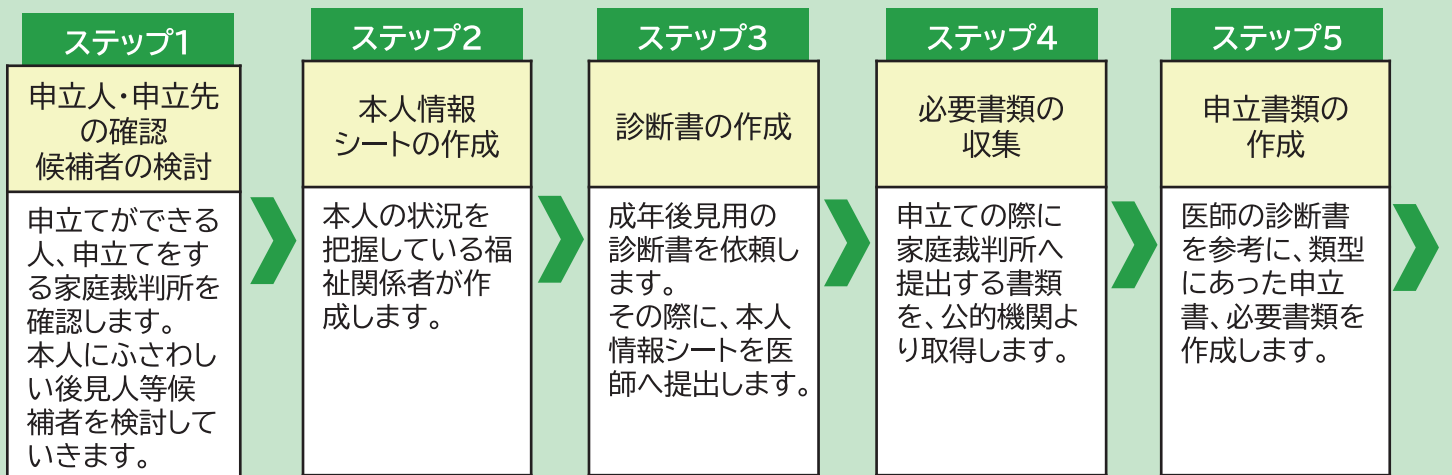 ステップ1
申立人・申立先
の確認
候補者の検討
申立てができる
人、申立てをす
る家庭裁判所を
確認します。
本人にふさわし
い後見人等候
補者を検討して
いきます。
ステップ2
本人情報
シートの作成
本人の状況を
把握している福
祉関係者が作
成します。
ステップ3
診断書の作成
成年後見用の
診断書を依頼し
ます。
その際に、本人
情報シートを医
師へ提出します。
ステップ4
必要書類の
収集
申立ての際に
家庭裁判所へ
提出する書類
を、公的機関よ
り取得します。
ステップ5
申立書類の
作成
医師の診断書
を参考に、類型
にあった申立
書、必要書類を
作成します。